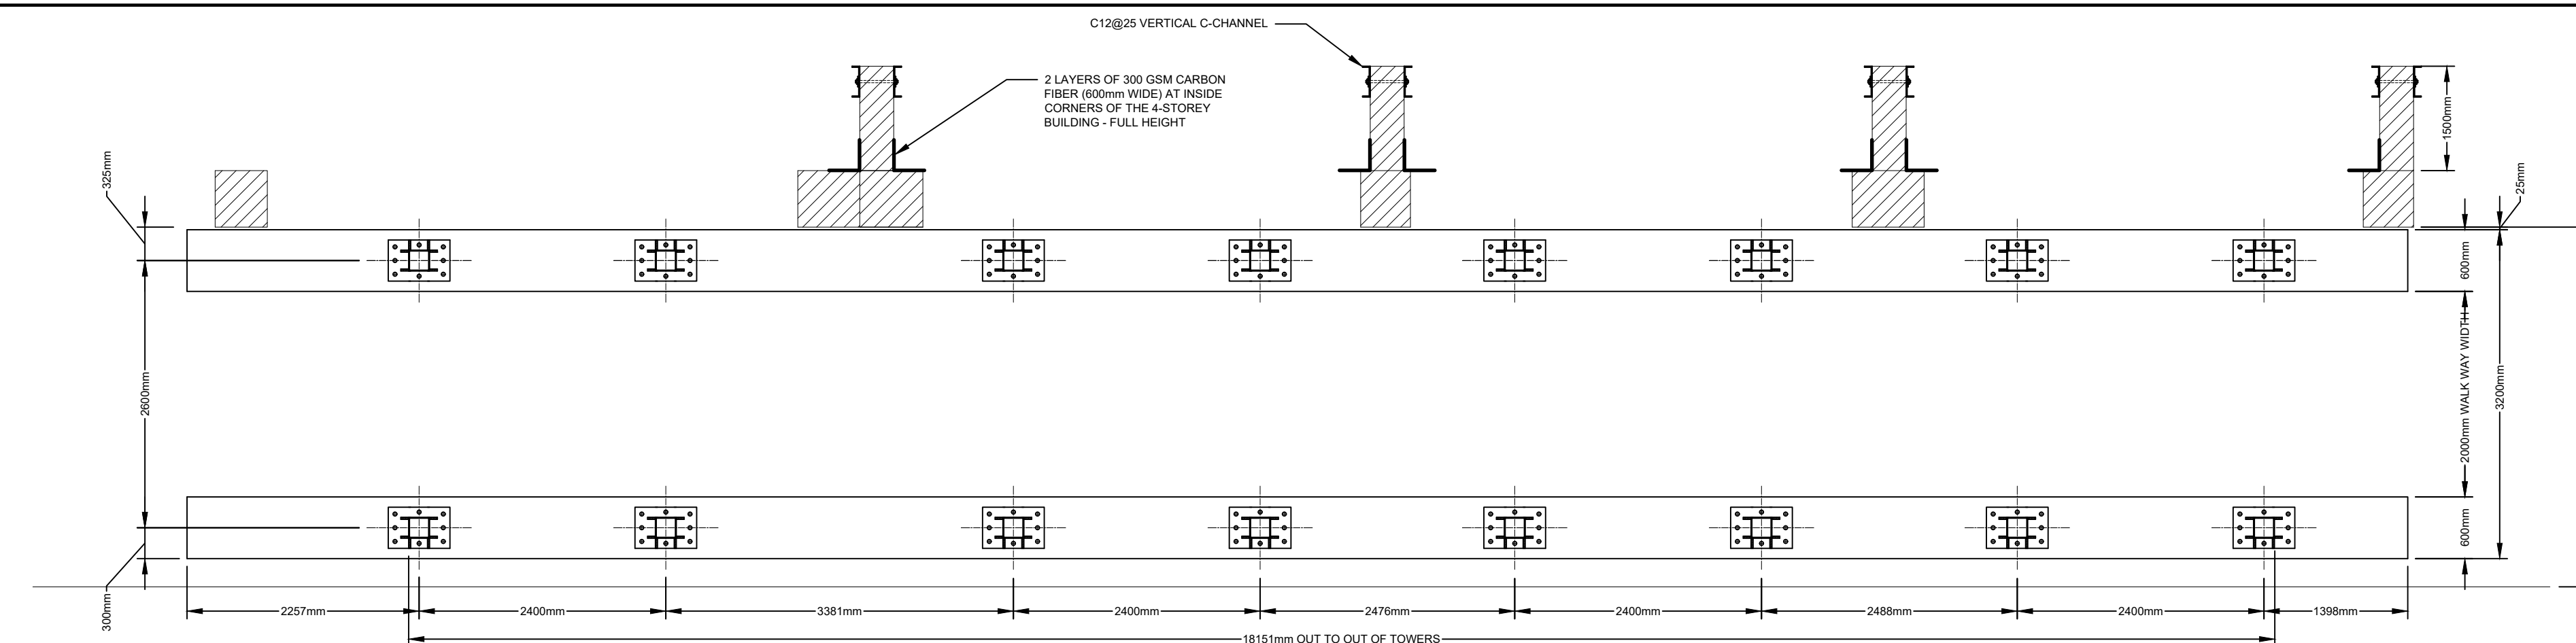 C12@25 VERTICAL C-CHANNEL
2 LAYERS OF 300 GSM CARBON
FIBER (600mm WIDE) AT INSIDE
CORNERS OF THE 4-STOREY
BUILDING - FULL HEIGHT
1500mm
325mm
25mm
600mm
2600mm
2000mm WALK WAY WIDTH
3200mm
600mm
300mm
2257mm
2400mm
3381mm
2400mm
2476mm
2400mm
2488mm
2400mm
1398mm
18151mm OUT TO OUT OF TOWERS